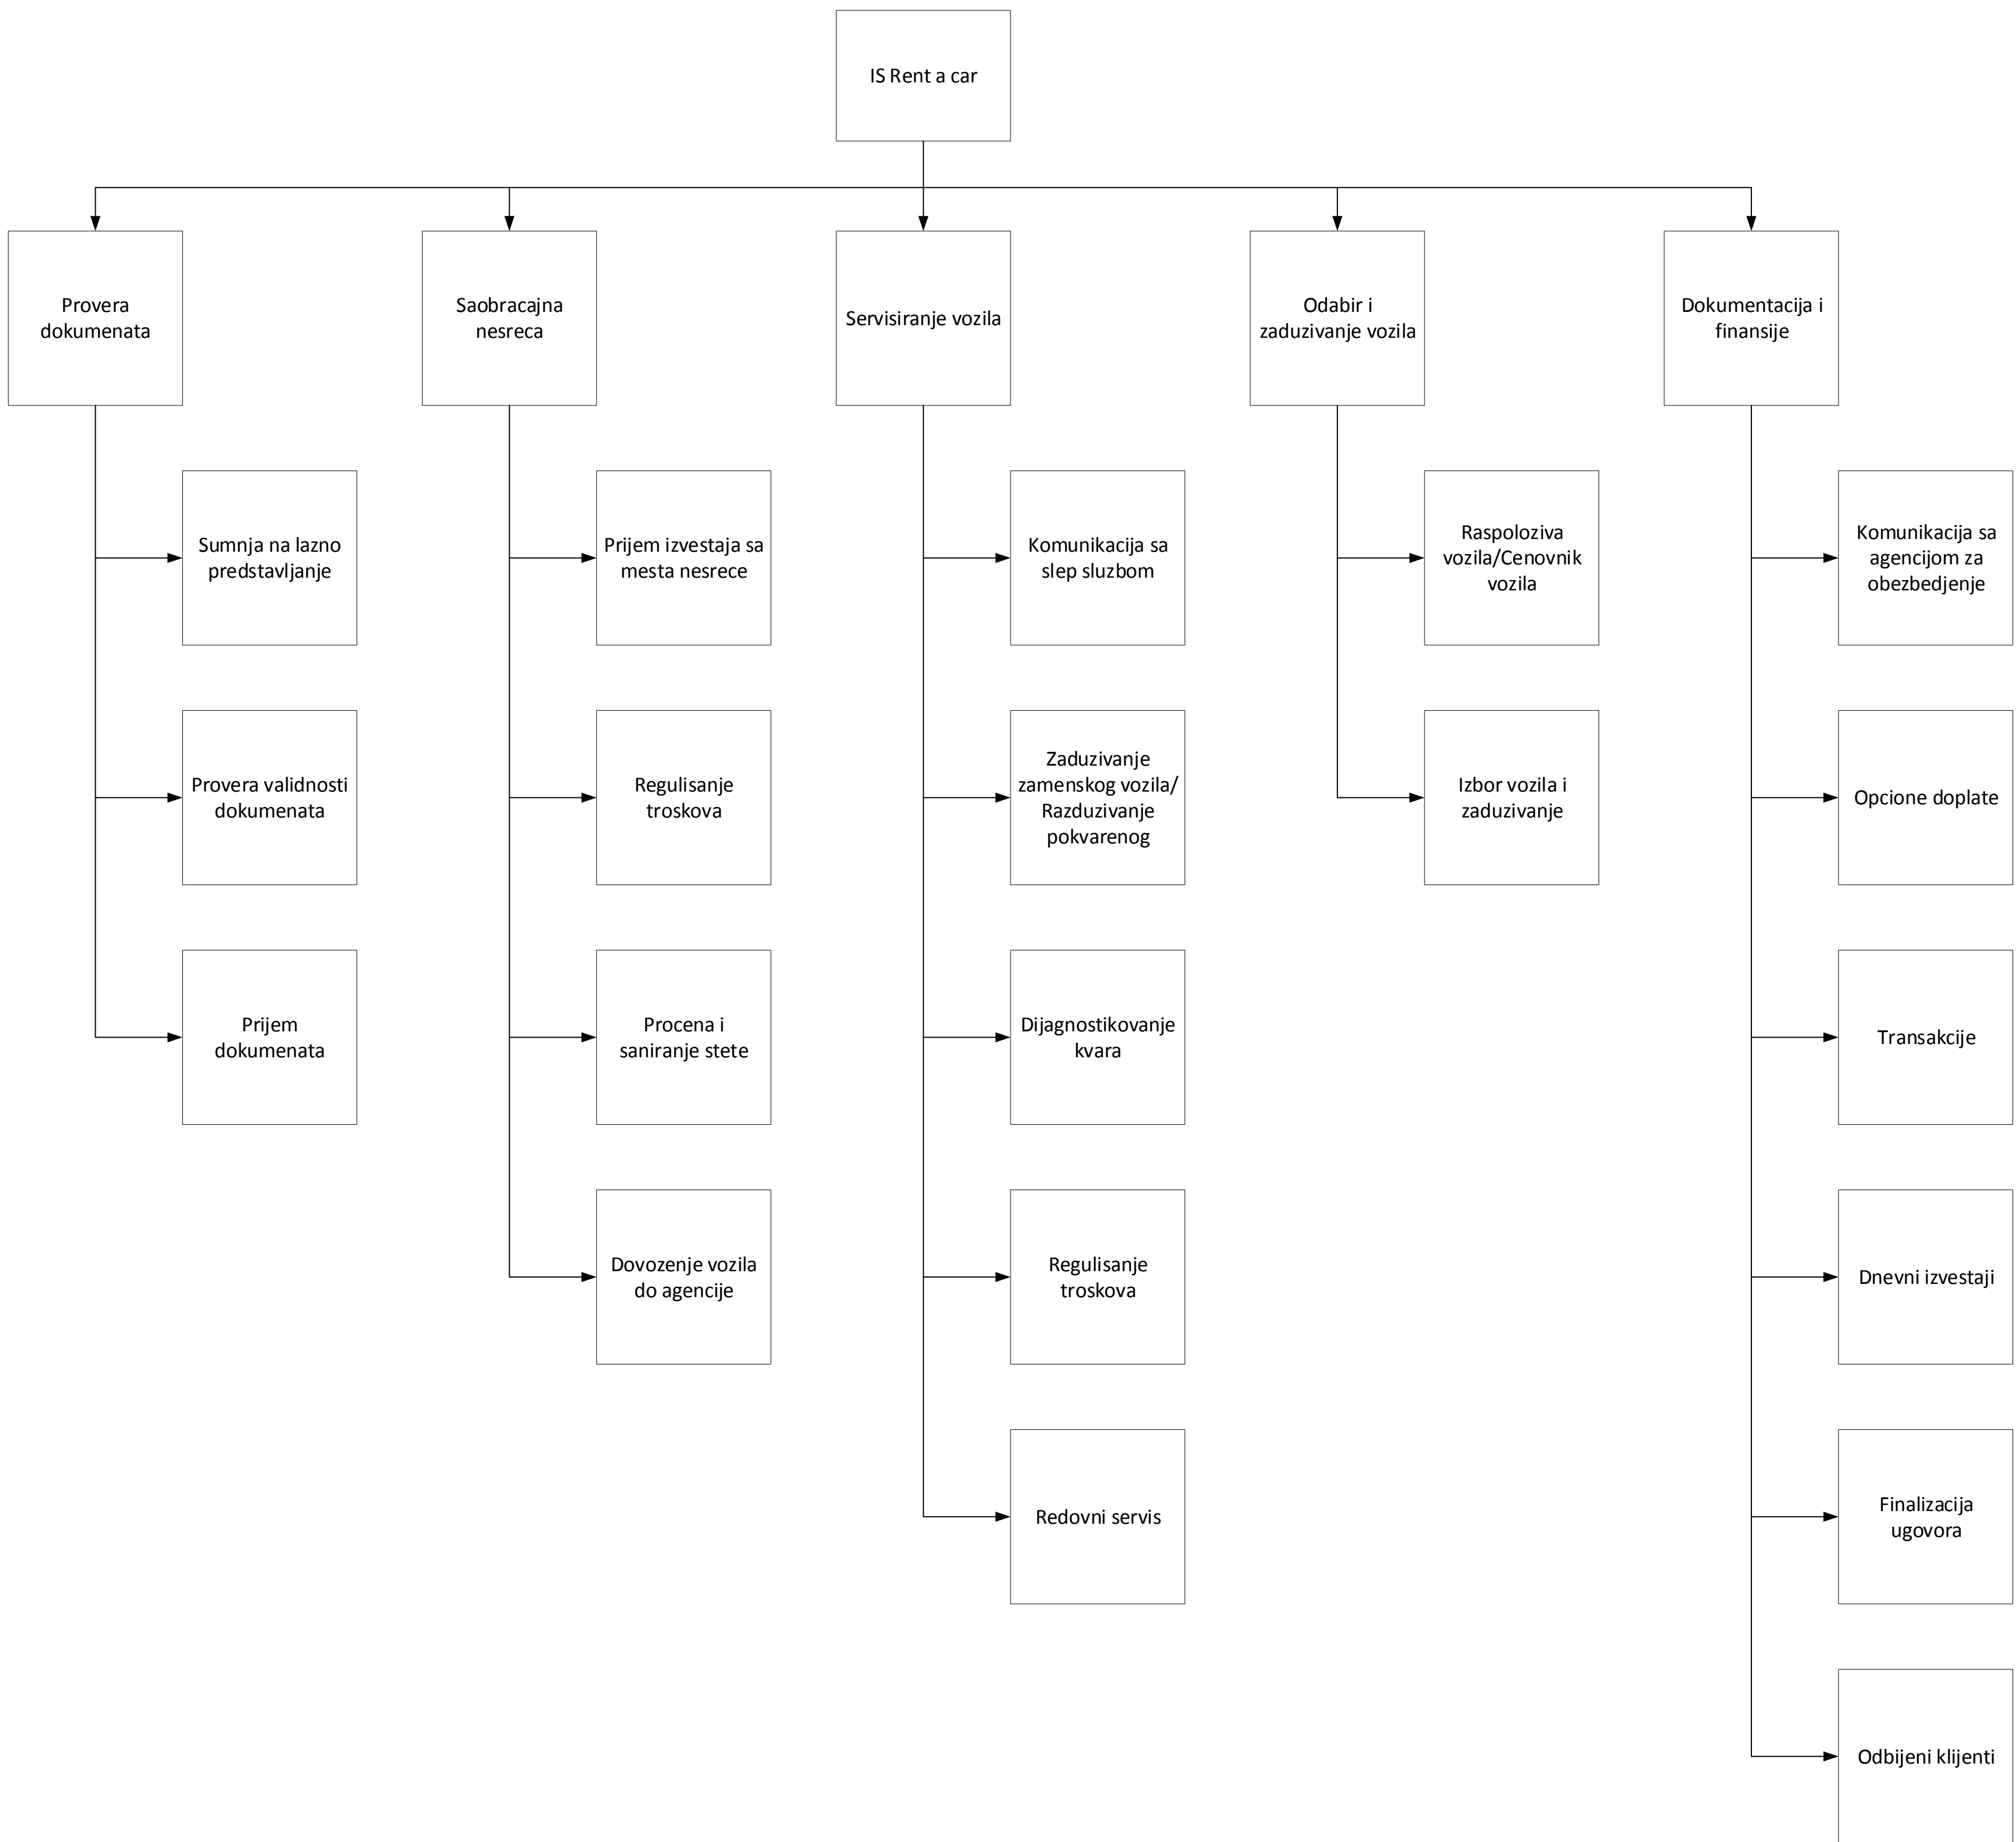 IS Rent a car
Provera
dokumenata
Saobracajna
nesreca
Servisiranje vozila
Odabir i
zaduzivanje vozila
Dokumentacija i
finansije
Sumnja na lazno
predstavljanje
Prijem izvestaja sa
mesta nesrece
Komunikacija sa
slep sluzbom
Raspoloziva
vozila/Cenovnik
vozila
Komunikacija sa
agencijom za
obezbedjenje
Provera validnosti
dokumenata
Regulisanje
troskova
Zaduzivanje
zamenskog vozila/
Razduzivanje
pokvarenog
Izbor vozila i
zaduzivanje
Opcione doplate
Prijem
dokumenata
Procena i
saniranje stete
Dijagnostikovanje
kvara
Transakcije
Dovozenje vozila
do agencije
Regulisanje
troskova
Dnevni izvestaji
Redovni servis
Finalizacija
ugovora
Odbijeni klijenti